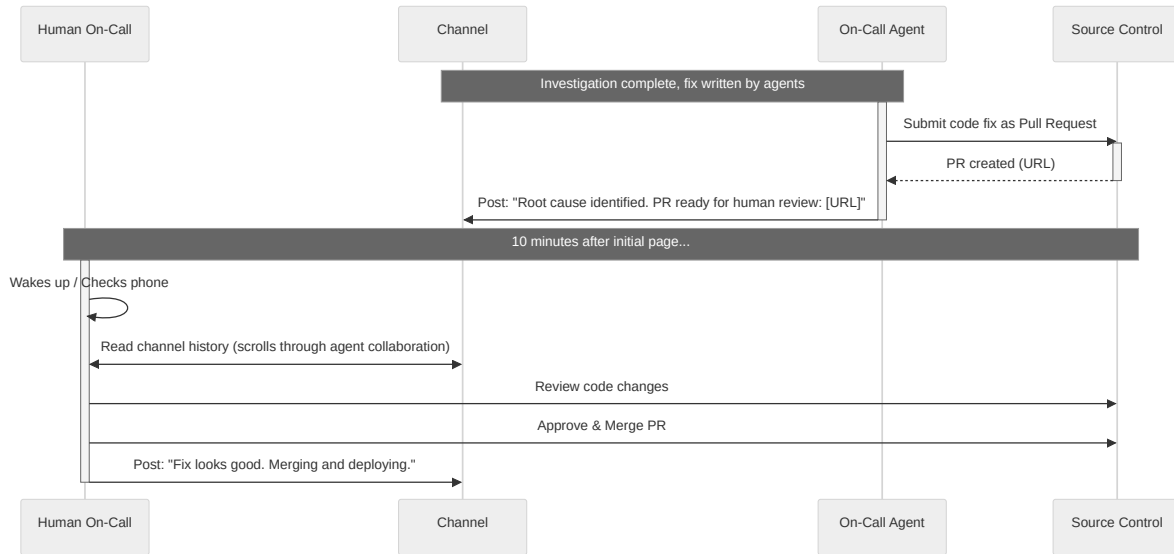 Human On-Call
Channel
On-Call Agent
Source Control
Investigation complete, fix written by agents
Submit code fix as Pull Request
PR created (URL)
Post: "Root cause identified. PR ready for human review: [URL]"
10 minutes after initial page...
Wakes up / Checks phone
Read channel history (scrolls through agent collaboration)
Review code changes
Approve & Merge PR
Post: "Fix looks good. Merging and deploying."
Human On-Call
Channel
On-Call Agent
Source Control